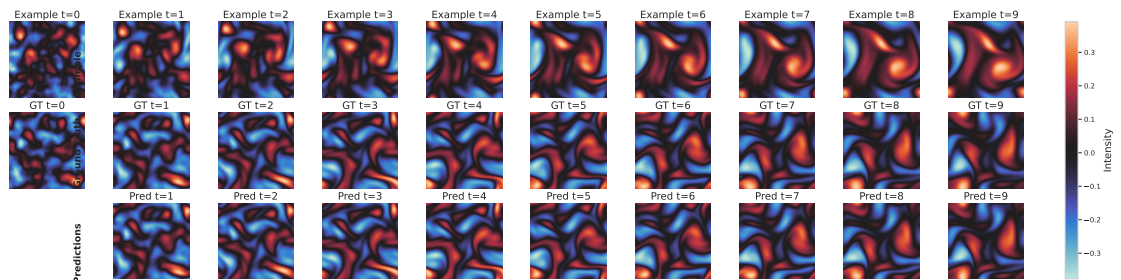 Example t=0 Example t=1 Example t=2 Example t=3 Example t=4 Example t=5 Example t=6 Example t=7 Example t=8 Example t=9
GT t=0 GT t=1 GT t=2 GT t=3 GT t=4 GT t=5 GT t=6 GT t=7 GT t=8 GT t=9
Pred t=1 Pred t=2 Pred t=3 Pred t=4 Pred t=5 Pred t=6 Pred t=7 Pred t=8 Pred t=9
Predictions
0.3
0.2
0.1
0.0
−0.1
−0.2
−0.3
Intensity